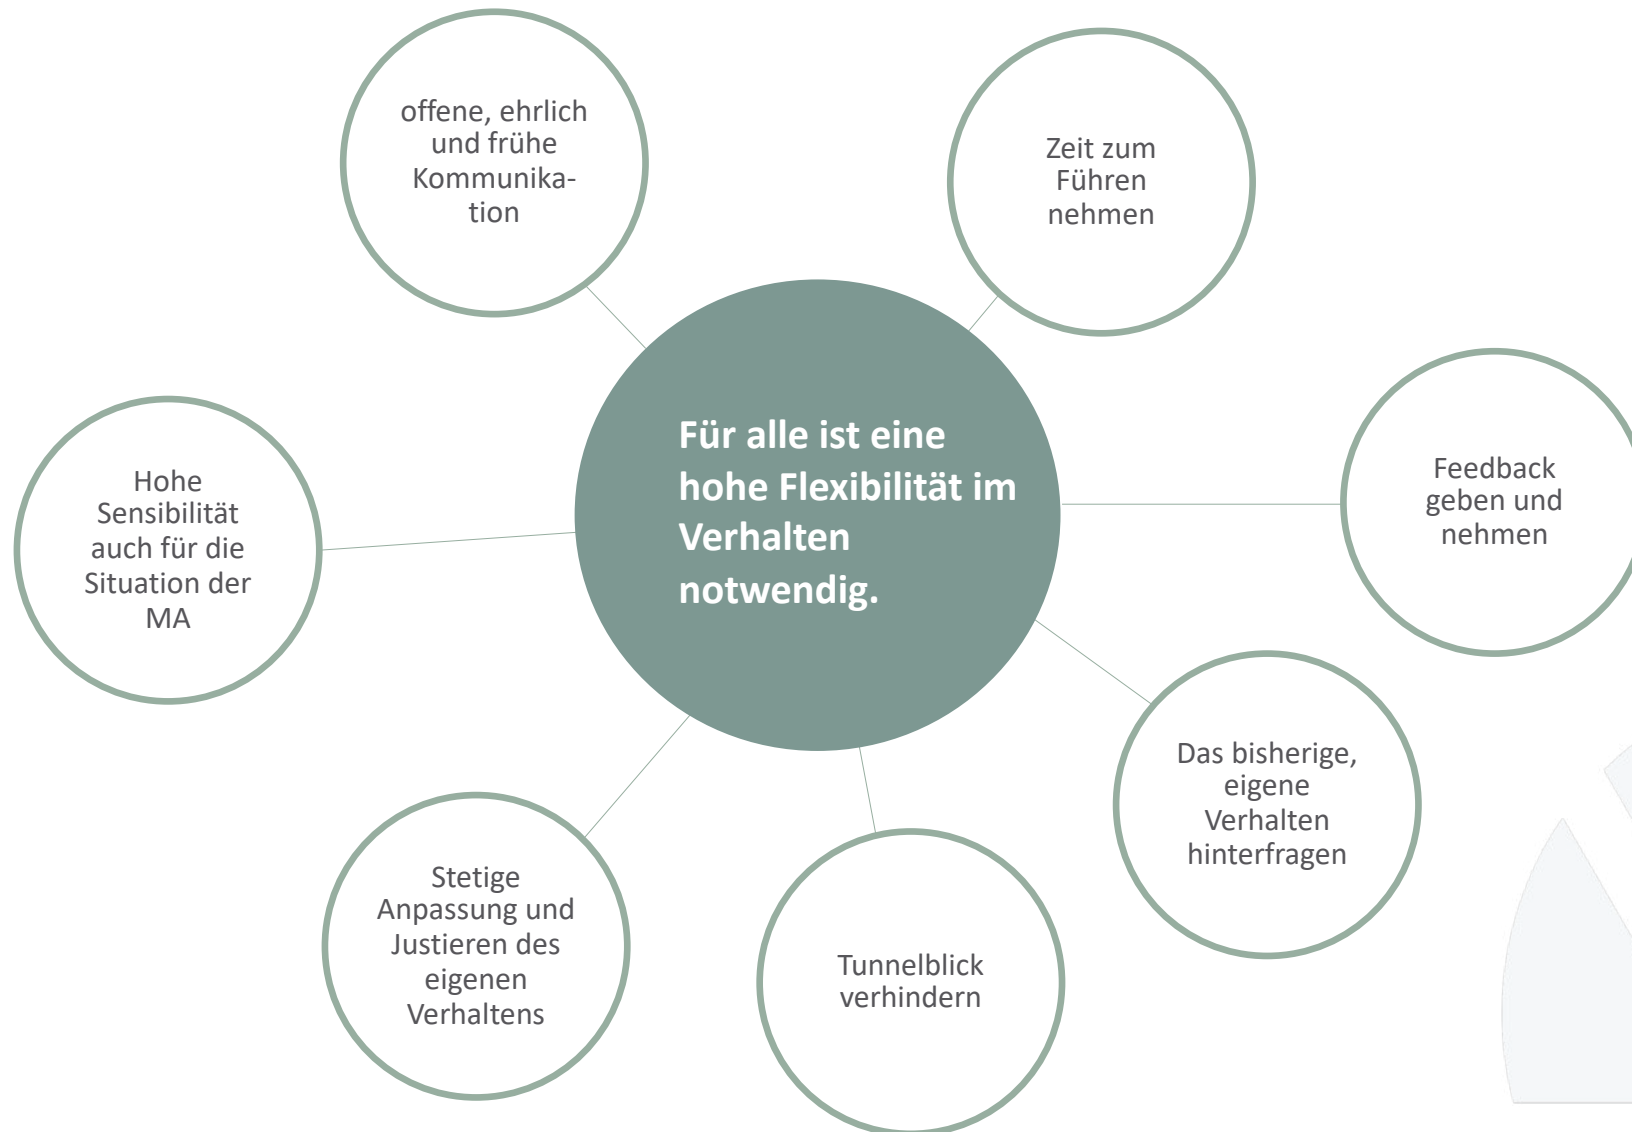 offene, ehrlich
und frühe
Kommunika-
tion
Zeit zum
Führen
nehmen
Für alle ist eine
hohe Flexibilität im
Verhalten
notwendig.
Feedback
geben und
nehmen
Hohe
Sensibilität
auch für die
Situation der
MA
Das bisherige,
eigene
Verhalten
hinterfragen
Stetige
Anpassung und
Justieren des
eigenen
Verhaltens
Tunnelblick
verhindern